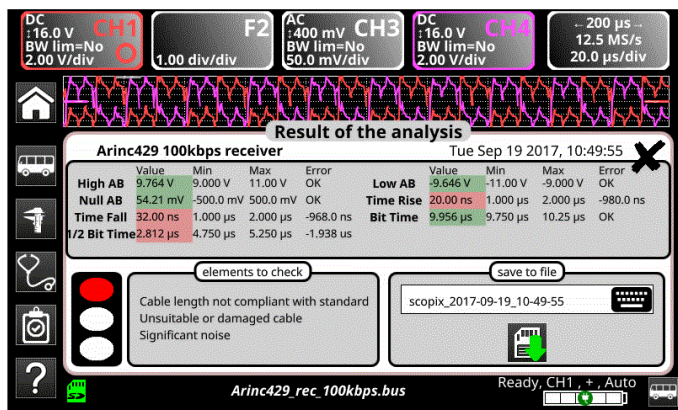 DC
↕16.0 V CH1
BW lim=No
2.00 V/div
F2
1.00 div/div
AC
↕400 mV CH3
BW lim=No
50.0 mV/div
DC
↕16.0 V CH4
BW lim=No
2.00 V/div
←200 µs→
12.5 MS/s
20.0 µs/div
Result of the analysis
Arinc429 100kbps receiver Tue Sep 19 2017, 10:49:55
Value Min Max Error Value Min Max Error
High AB 9.764 V 9.000 V 11.00 V OK Low AB -9.646 V -11.00 V -9.000 V OK
Null AB 54.21 mV -500.0 mV 500.0 mV OK Time Rise 20.00 ns 1.000 µs 2.000 µs -980.0 ns
Time Fall 32.00 ns 1.000 µs 2.000 µs -968.0 ns Bit Time 9.956 µs 9.750 µs 10.25 µs OK
1/2 Bit Time 2.812 µs 4.750 µs 5.250 µs -1.938 us
elements to check
Cable length not compliant with standard
Unsuitable or damaged cable
Significant noise
save to file
scopix_2017-09-19_10-49-55
?
Arinc429_rec_100kbps.bus
Ready, CH1 , + , Auto